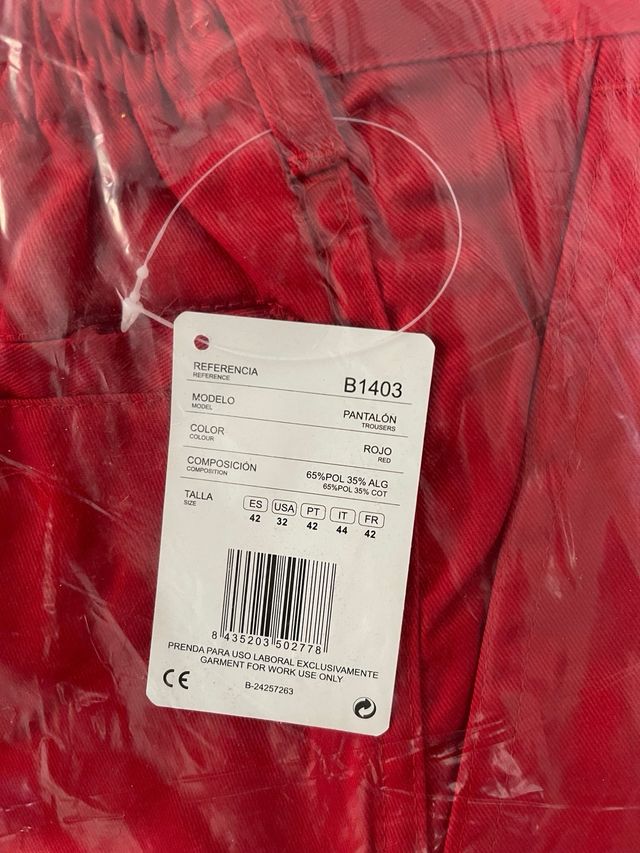 REFERENCIA
REFERENCE
B1403
MODELO
MODEL
PANTALÓN
TROUSERS
COLOR
COLOUR
ROJO
RED
COMPOSICIÓN
COMPOSITION
65%POL 35% ALG
65%POL 35% COT
TALLA
SIZE
ES USA PT IT FR
42 32 42 44 42
8 435203 502778
PRENDA PARA USO LABORAL EXCLUSIVAMENTE
GARMENT FOR WORK USE ONLY
CE
B-24257263